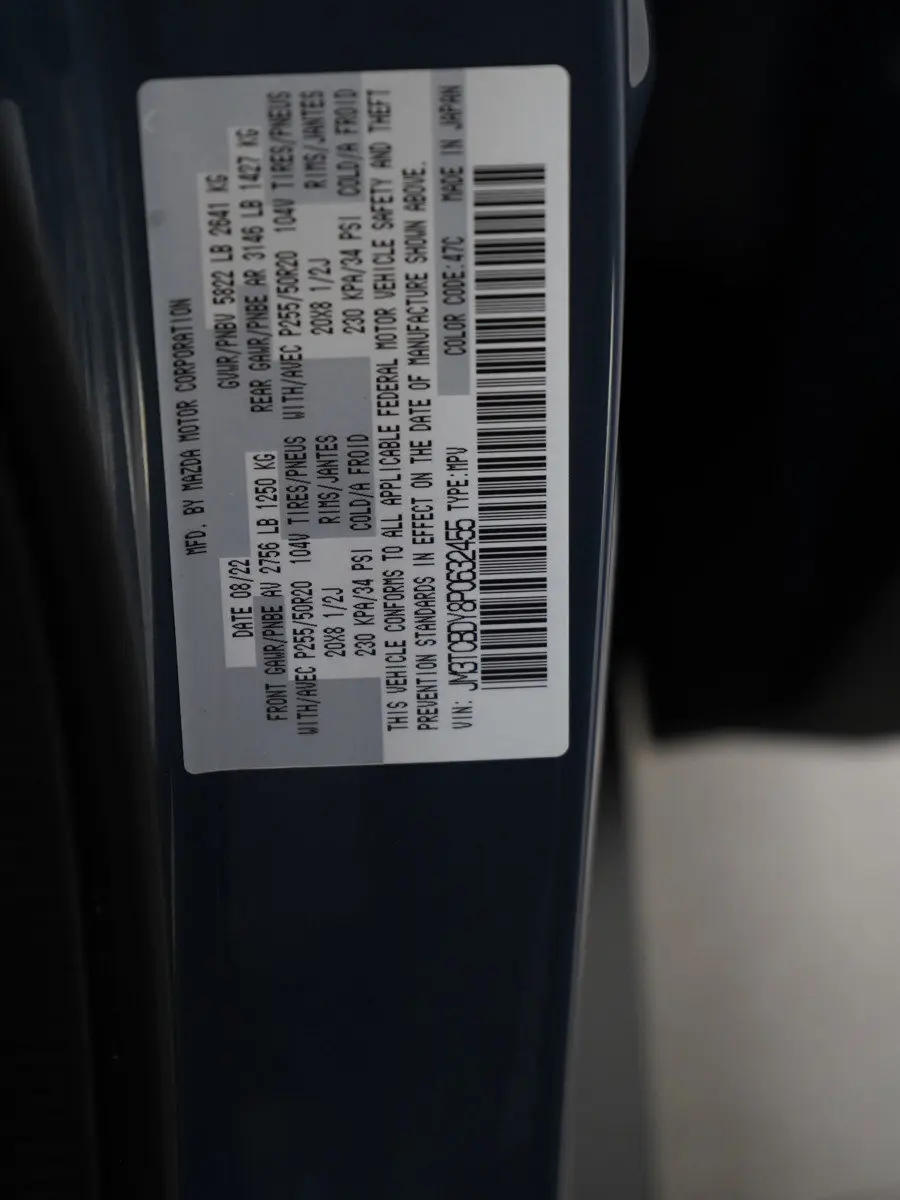 MFD. BY MAZDA MOTOR CORPORATION
DATE 08/22 GVWR/PNBV 5822 LB 2641 KG
FRONT GAWR/PNBE AV 2756 LB 1250 KG REAR GAWR/PNBE AR 3146 LB 1427 KG
WITH/AVEC P255/50R20 104V TIRES/PNEUS WITH/AVEC P255/50R20 104V TIRES/PNEUS
20X8 1/2J RIMS/JANTES 20X8 1/2J RIMS/JANTES
230 KPA/34 PSI COLD/A FROID 230 KPA/34 PSI COLD/A FROID
THIS VEHICLE CONFORMS TO ALL APPLICABLE FEDERAL MOTOR VEHICLE SAFETY AND THEFT
PREVENTION STANDARDS IN EFFECT ON THE DATE OF MANUFACTURE SHOWN ABOVE.
VIN: JM3TCBDY8P0632455 TYPE:MPV COLOR CODE:47C MADE IN JAPAN